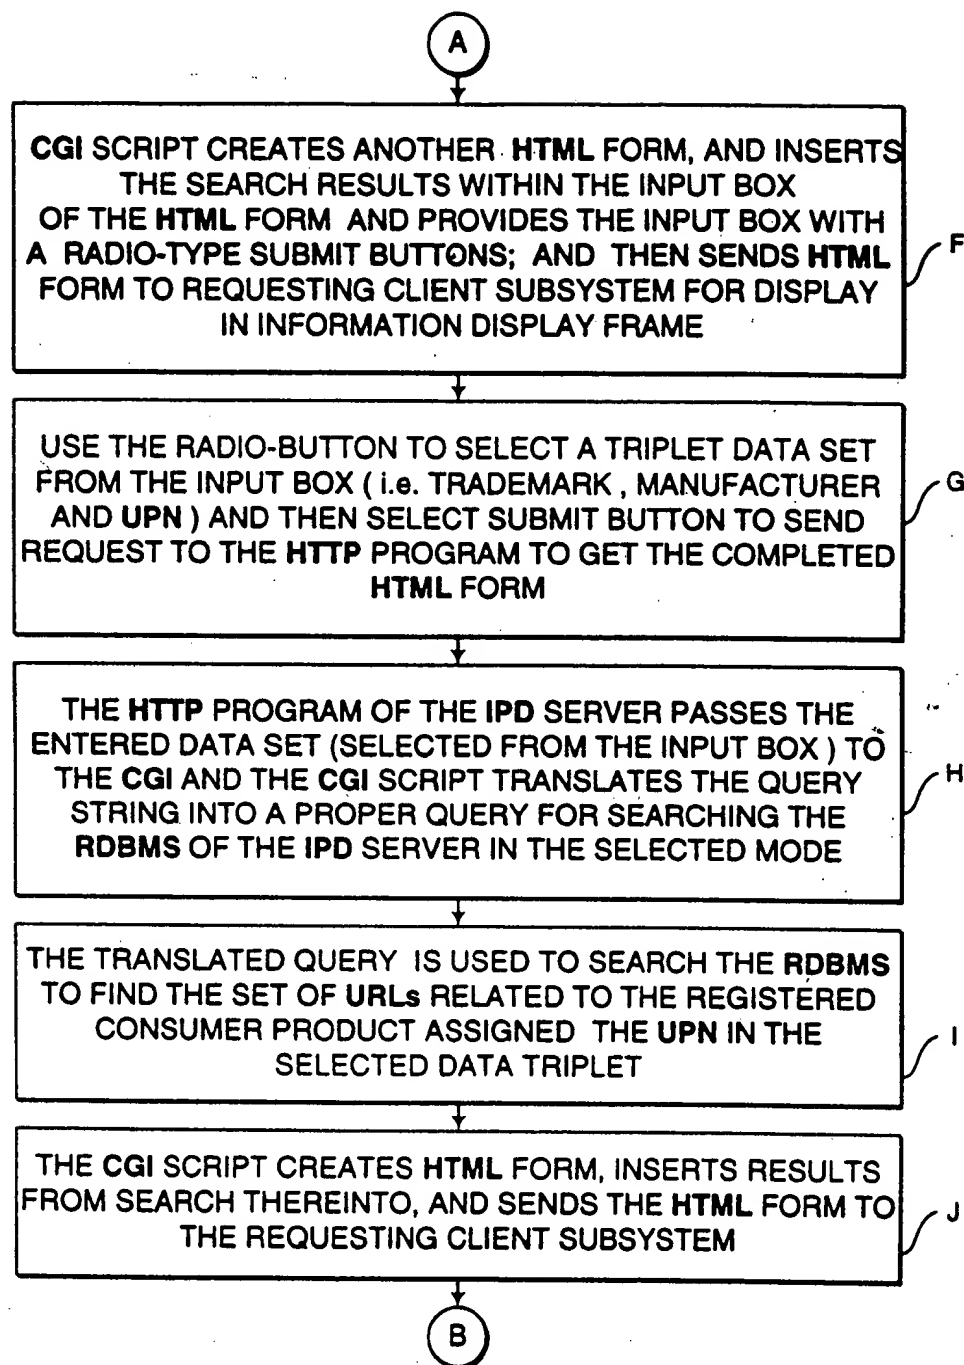 A
CGI SCRIPT CREATES ANOTHER HTML FORM, AND INSERTS
THE SEARCH RESULTS WITHIN THE INPUT BOX
OF THE HTML FORM AND PROVIDES THE INPUT BOX WITH
A RADIO-TYPE SUBMIT BUTTONS; AND THEN SENDS HTML
FORM TO REQUESTING CLIENT SUBSYSTEM FOR DISPLAY
IN INFORMATION DISPLAY FRAME
F
USE THE RADIO-BUTTON TO SELECT A TRIPLET DATA SET
FROM THE INPUT BOX ( i.e. TRADEMARK , MANUFACTURER
AND UPN ) AND THEN SELECT SUBMIT BUTTON TO SEND
REQUEST TO THE HTTP PROGRAM TO GET THE COMPLETED
HTML FORM
G
THE HTTP PROGRAM OF THE IPD SERVER PASSES THE
ENTERED DATA SET (SELECTED FROM THE INPUT BOX ) TO
THE CGI AND THE CGI SCRIPT TRANSLATES THE QUERY
STRING INTO A PROPER QUERY FOR SEARCHING THE
RDBMS OF THE IPD SERVER IN THE SELECTED MODE
H
THE TRANSLATED QUERY IS USED TO SEARCH THE RDBMS
TO FIND THE SET OF URLs RELATED TO THE REGISTERED
CONSUMER PRODUCT ASSIGNED THE UPN IN THE
SELECTED DATA TRIPLET
I
THE CGI SCRIPT CREATES HTML FORM, INSERTS RESULTS
FROM SEARCH THEREINTO, AND SENDS THE HTML FORM TO
THE REQUESTING CLIENT SUBSYSTEM
J
B